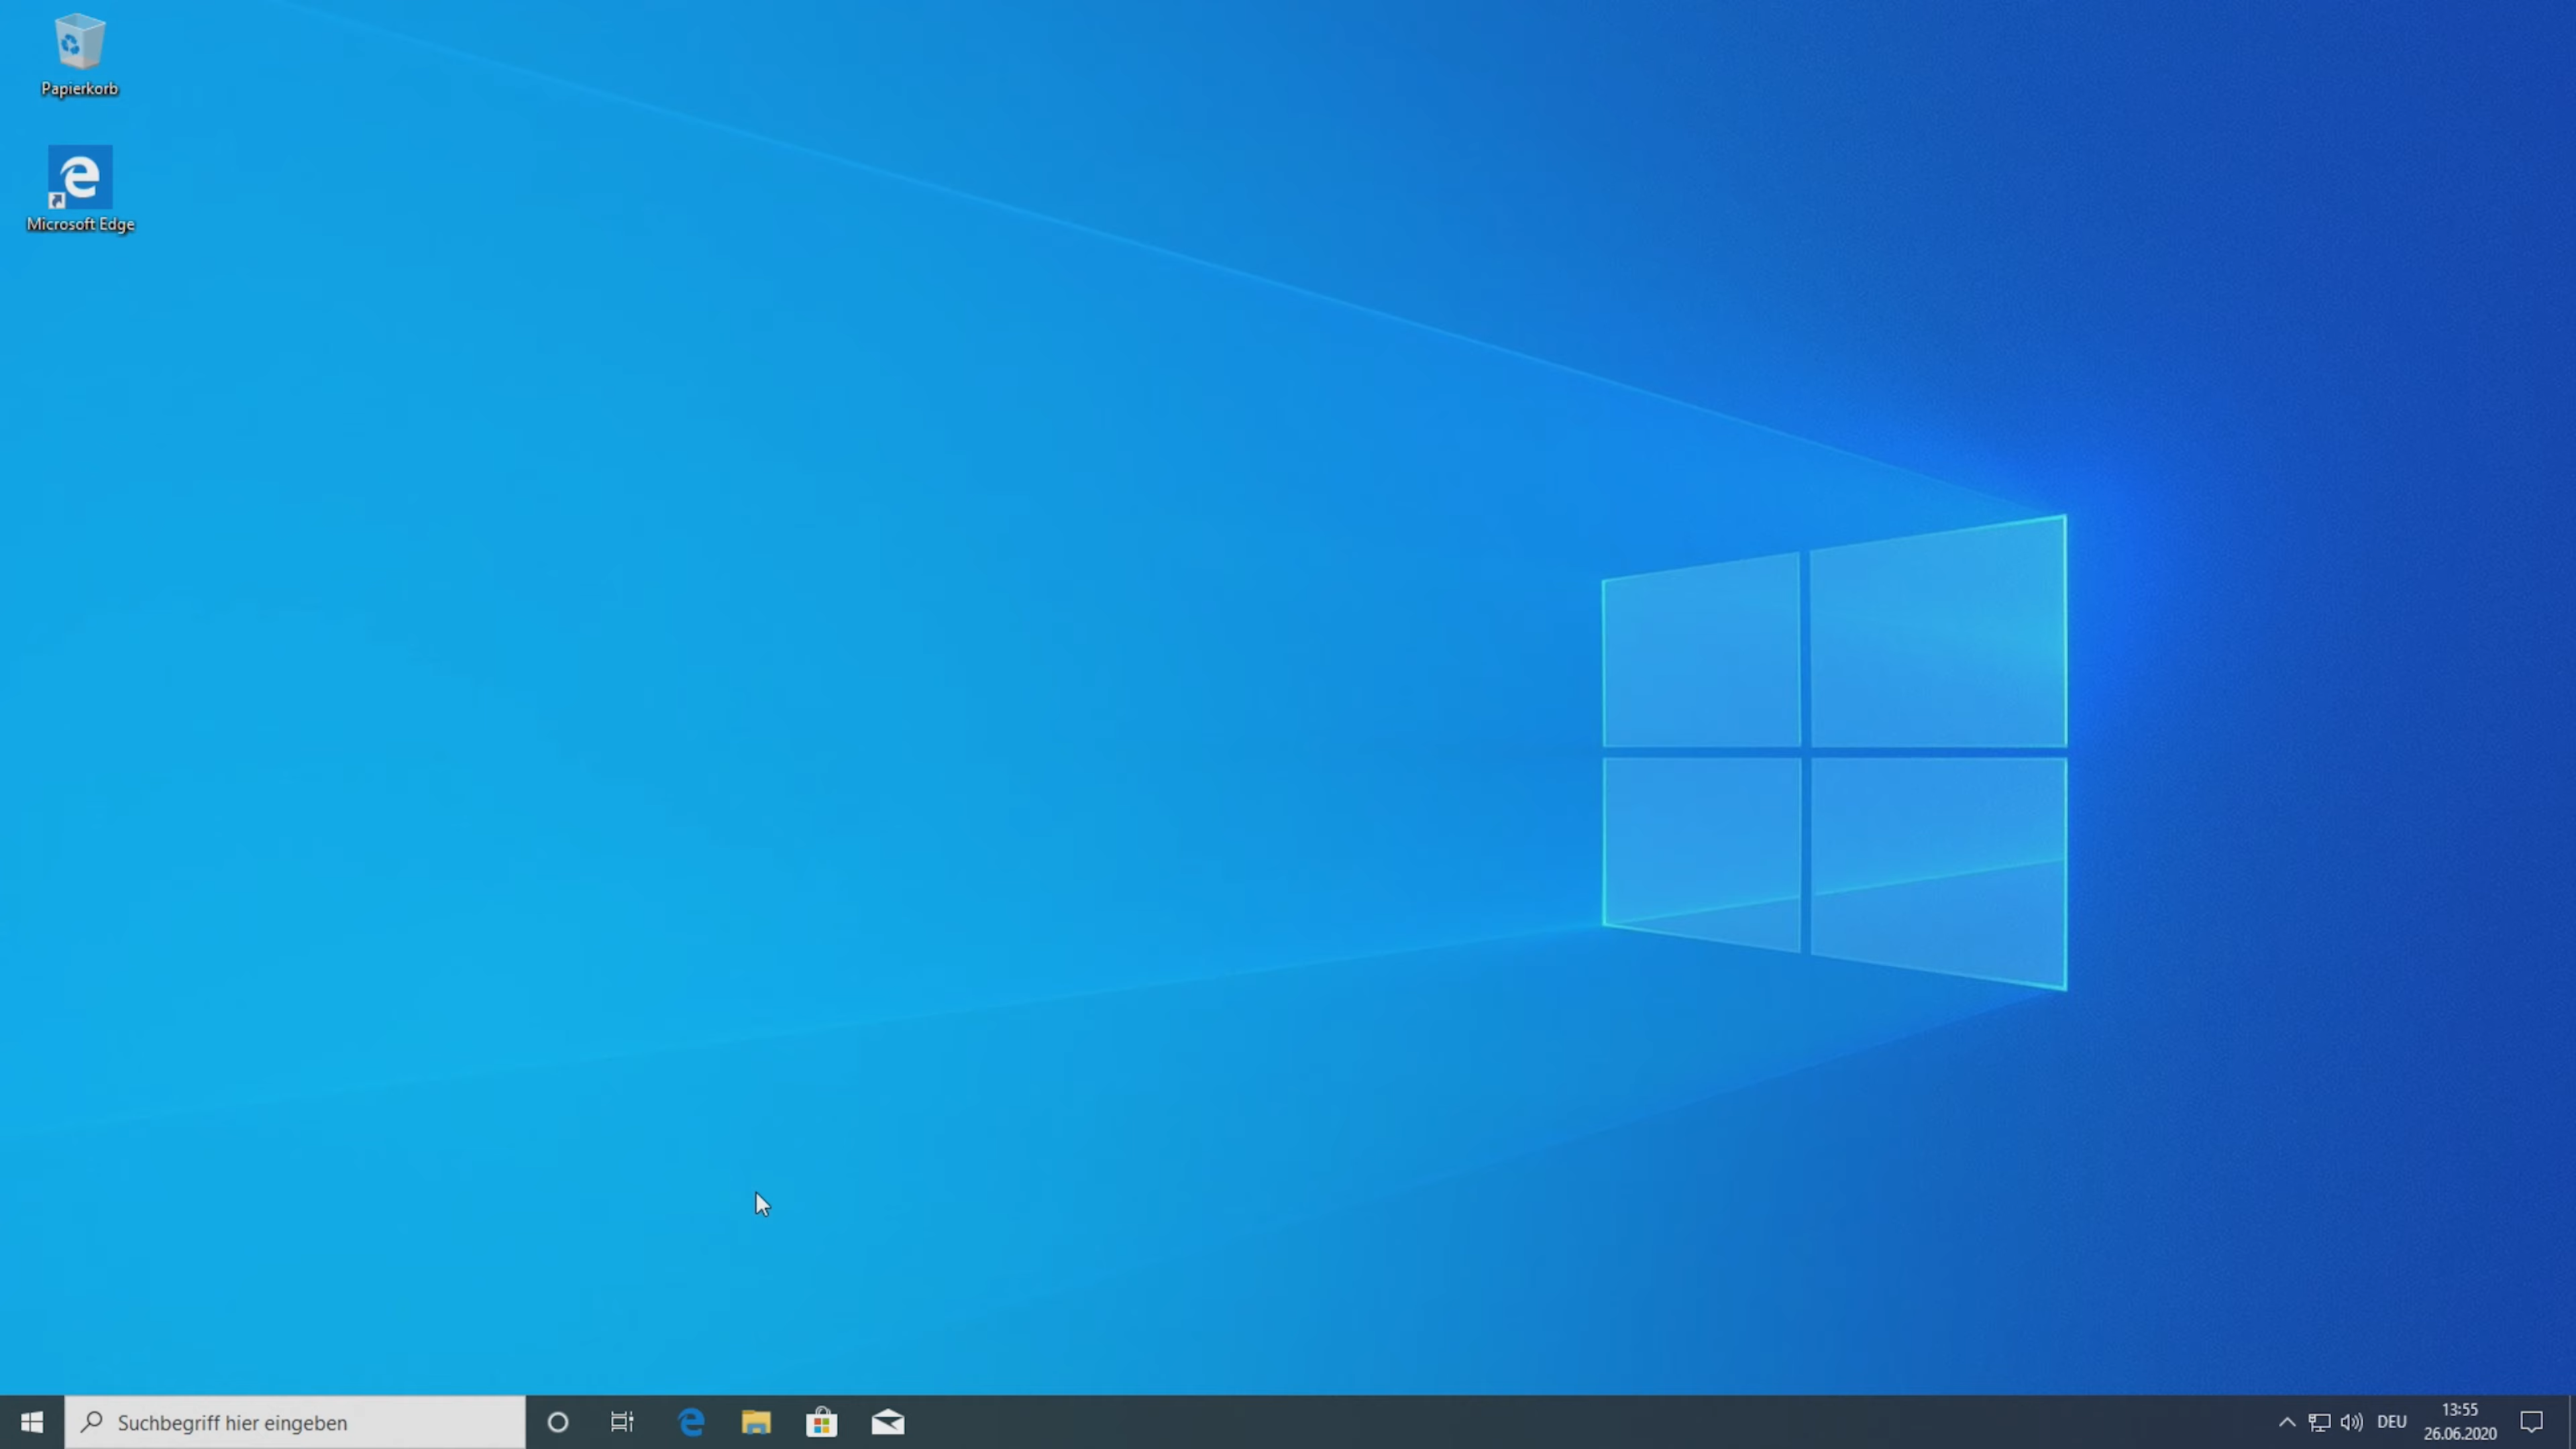 Papierkorb
Microsoft Edge
Suchbegriff hier eingeben
DEU
13:55
26.06.2020